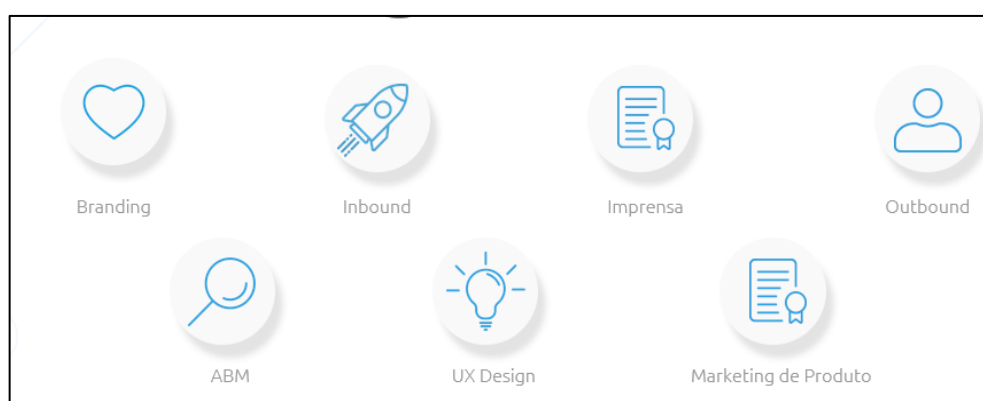 Branding
Inbound
Imprensa
Outbound
ABM
UX Design
Marketing de Produto